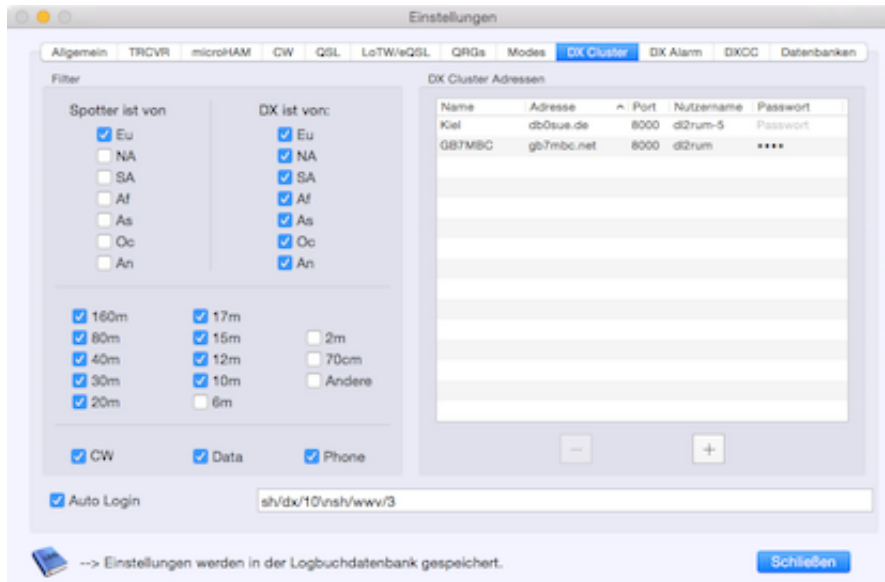 Einstellungen
Allgemein TRCVR microHAM CW QSL LoTW/eQSL QRGs Modes DX Cluster DX Alarm DXCC Datenbanken
Filter
DX Cluster Adressen
Spotter ist von DX ist von:
Eu Eu
NA NA
SA SA
Af Af
As As
Oc Oc
An An
160m 17m
80m 15m 2m
40m 12m 70cm
30m 10m Andere
20m 6m
CW Data Phone
Name Adresse Port Nutzername Passwort
Kiel db0sue.de 8000 dl2rum-5 Passwort
GB7MBC gb7mbc.net 8000 dl2rum ••••
− +
Auto Login sh/dx/10\nsh/wwv/3
--> Einstellungen werden in der Logbuchdatenbank gespeichert.
Schließen